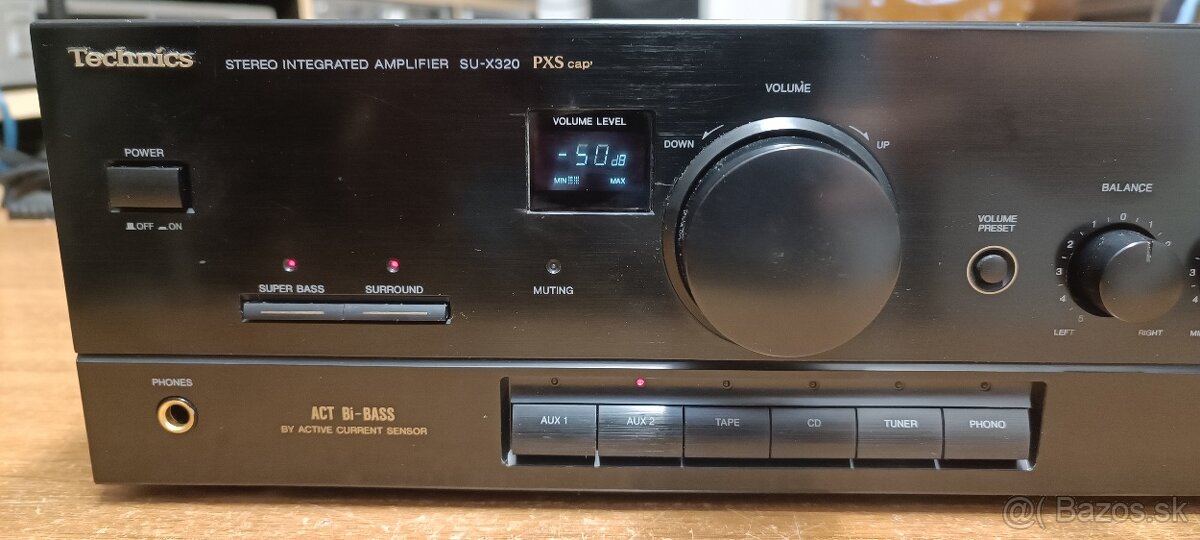 Technics
STEREO INTEGRATED AMPLIFIER SU-X320 PXS cap'
VOLUME
VOLUME LEVEL
-50dB
MIN MAX
DOWN UP
POWER
OFF ON
BALANCE
VOLUME
PRESET
1 0 1
2
3
4
5
3
4
LEFT RIGHT MI
SUPER BASS SURROUND
MUTING
PHONES
ACT Bi-BASS
BY ACTIVE CURRENT SENSOR
AUX 1 AUX 2 TAPE CD TUNER PHONO
@( Bazos.sk